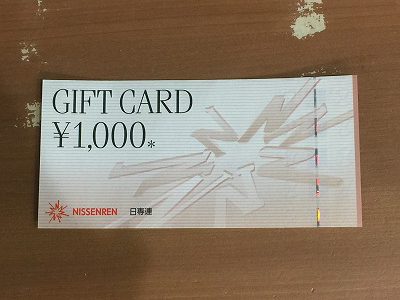 GIFT CARD
¥1,000*
NISSENREN 日専連